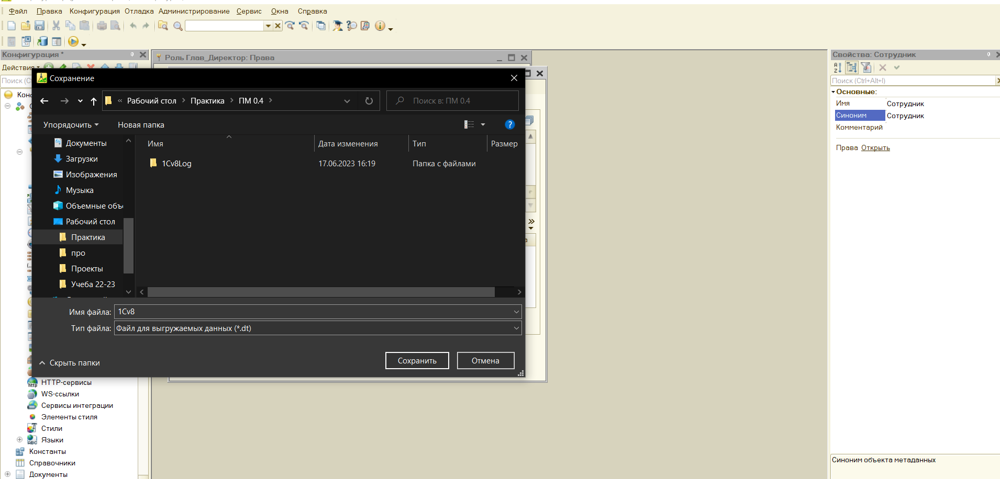 Файл Правка Конфигурация Отладка Администрирование Сервис Окна Справка
Конфигурация *
Действия
Поиск (C
Кон
Роль Глав_Директор: Права
Сохранение
« Рабочий стол Практика ПМ 0.4
Поиск в: ПМ 0.4
Упорядочить Новая папка
Документы
Загрузки
Изображения
Музыка
Объемные объ
Рабочий стол
Практика
про
Проекты
Учеба 22-23
Имя Дата изменения Тип Размер
1Cv8Log 17.06.2023 16:19 Папка с файлами
Имя файла: 1Cv8
Тип файла: Файл для выгружаемых данных (*.dt)
Скрыть папки
Сохранить Отмена
HTTP-сервисы
WS-ссылки
Сервисы интеграции
Элементы стиля
Стили
Языки
Константы
Справочники
Документы
Свойства: Сотрудник
Поиск (Ctrl+Alt+I)
Основные:
Имя Сотрудник
Синоним Сотрудник
Комментарий
Права Открыть
Синоним объекта метаданных